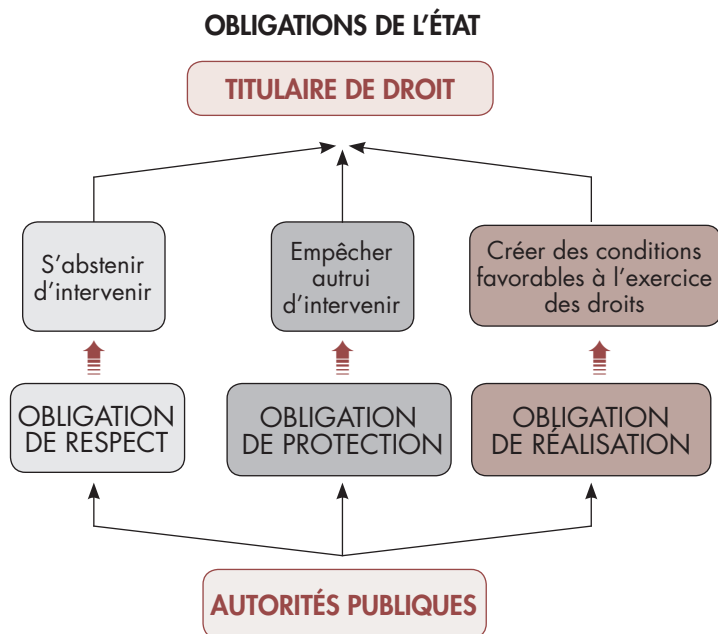 OBLIGATIONS DE L'ÉTAT
TITULAIRE DE DROIT
S'abstenir
d'intervenir
Empêcher
autrui
d'intervenir
Créer des conditions
favorables à l'exercice
des droits
OBLIGATION
DE RESPECT
OBLIGATION
DE PROTECTION
OBLIGATION
DE RÉALISATION
AUTORITÉS PUBLIQUES